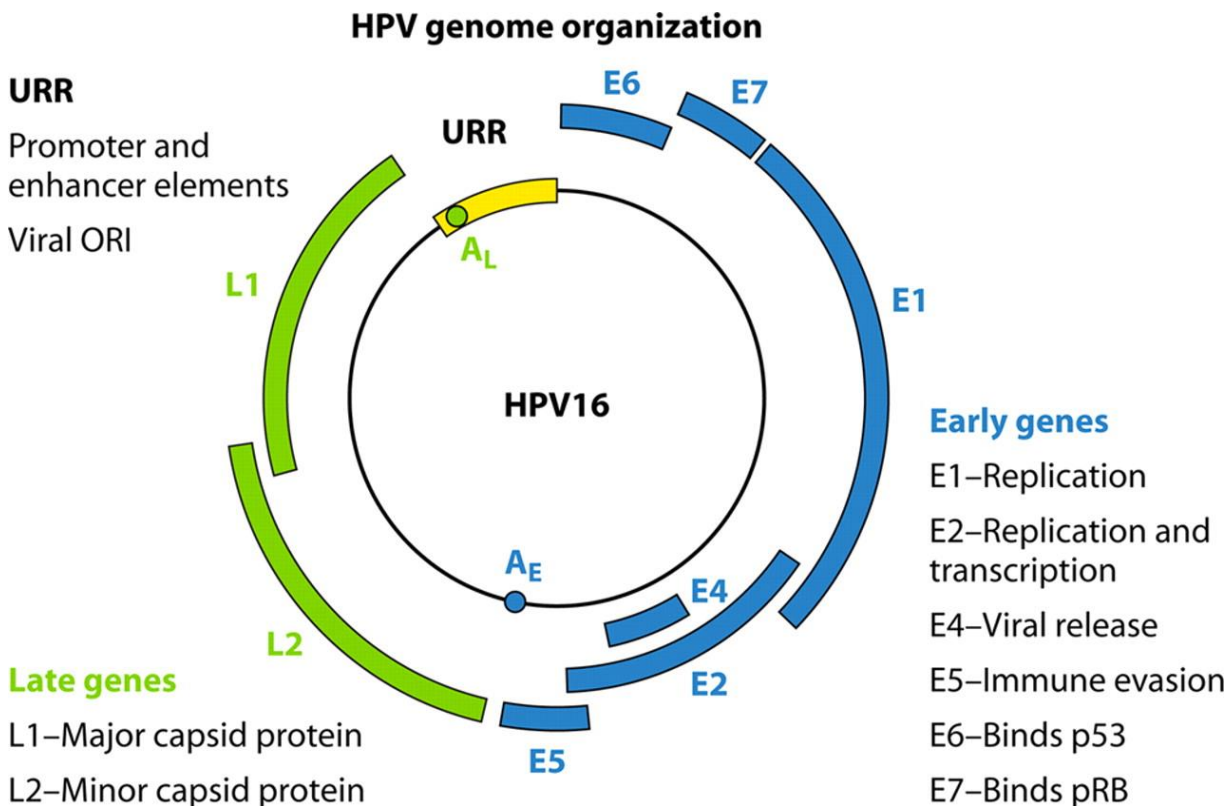 HPV genome organization
URR
Promoter and
enhancer elements
Viral ORI
URR
E6
E7
A_L
L1
E1
HPV16
A_E
E4
L2
E2
E5
Early genes
E1–Replication
E2–Replication and
transcription
E4–Viral release
E5–Immune evasion
E6–Binds p53
E7–Binds pRB
Late genes
L1–Major capsid protein
L2–Minor capsid protein